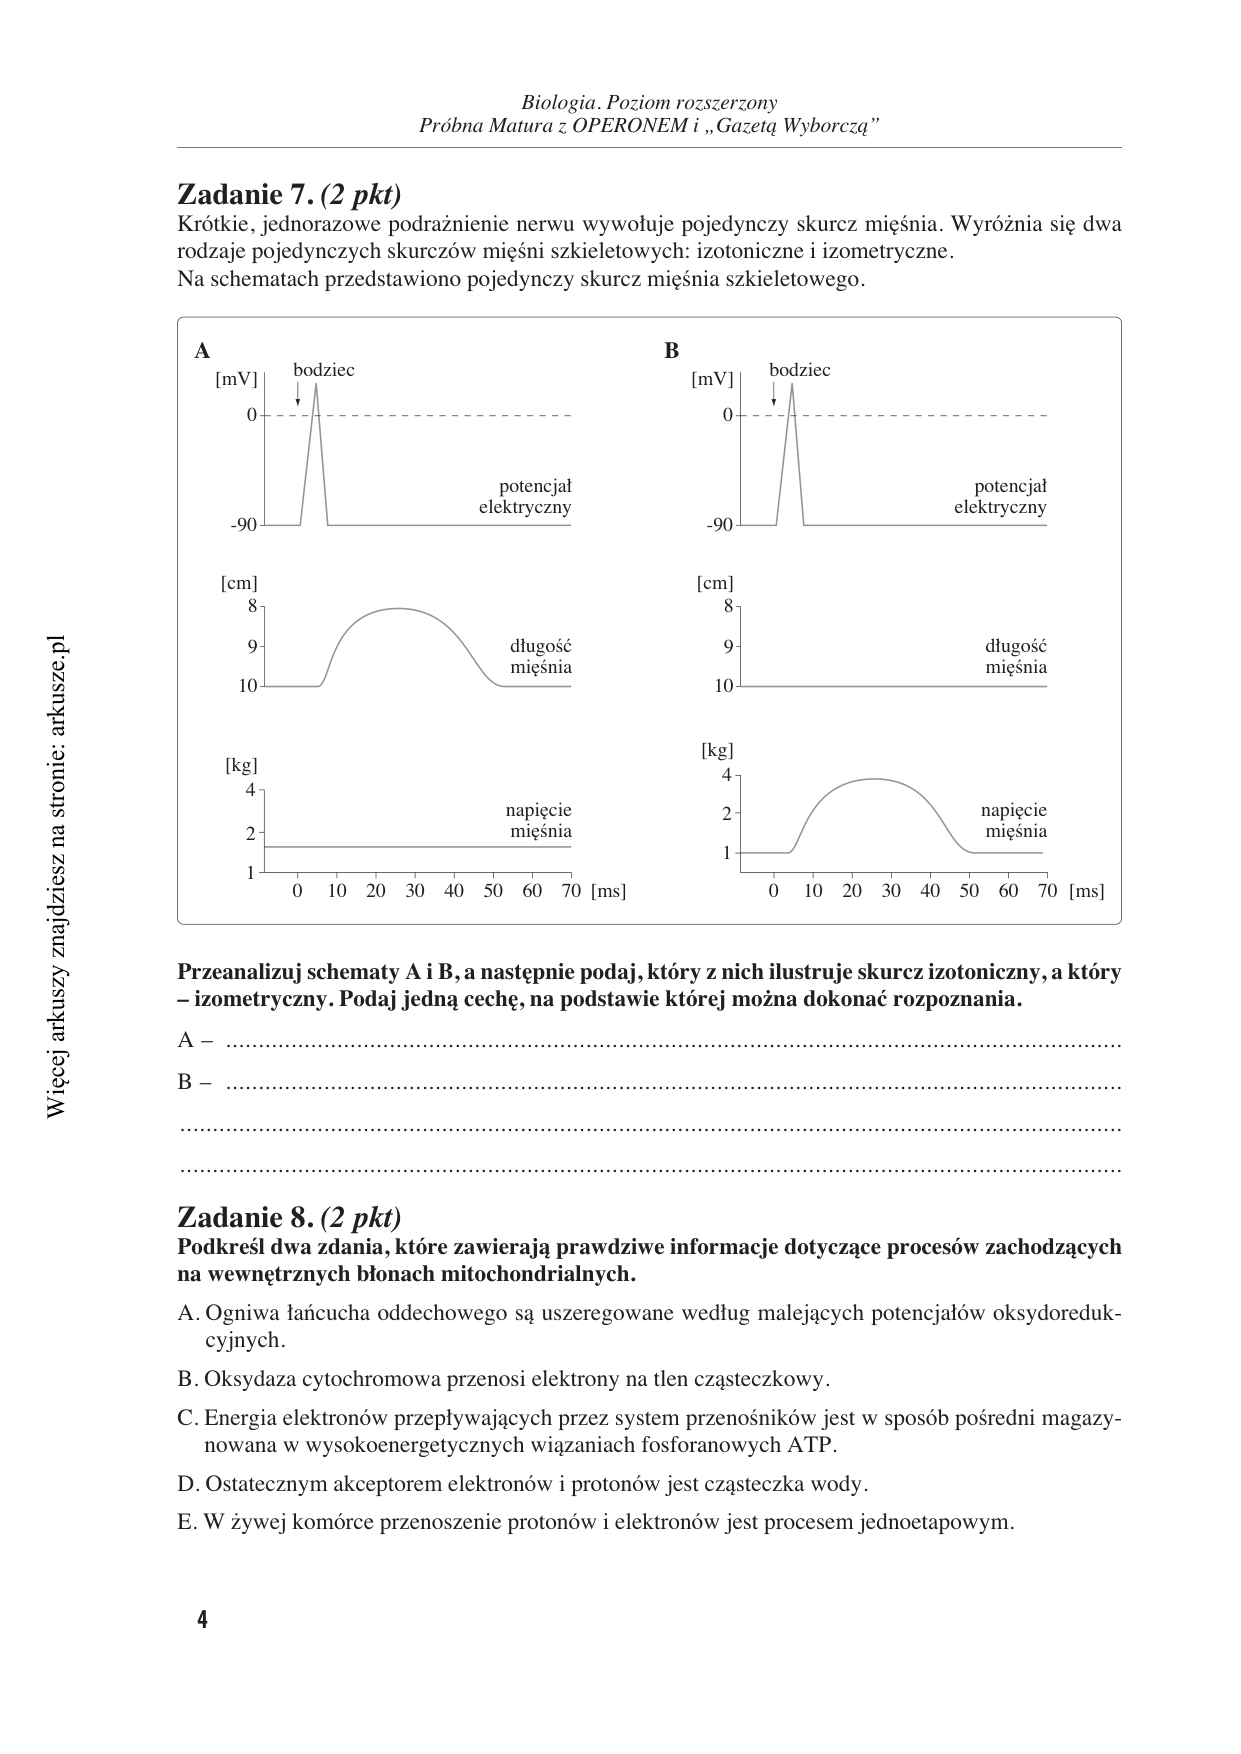 Biologia. Poziom rozszerzony
Próbna Matura z OPERONEM i „Gazetą Wyborczą”
Zadanie 7. (2 pkt)
Krótkie, jednorazowe podrażnienie nerwu wywołuje pojedynczy skurcz mięśnia. Wyróżnia się dwa
rodzaje pojedynczych skurczów mięśni szkieletowych: izotoniczne i izometryczne.
Na schematach przedstawiono pojedynczy skurcz mięśnia szkieletowego.
A
bodziec
[mV]
0
potencjał
elektryczny
-90
[cm]
8
9
długość
mięśnia
10
[kg]
4
napięcie
2
mięśnia
1
0 10 20 30 40 50 60 70 [ms]
B
bodziec
[mV]
0
potencjał
elektryczny
-90
[cm]
8
9
długość
mięśnia
10
[kg]
4
2
napięcie
mięśnia
1
0 10 20 30 40 50 60 70 [ms]
Przeanalizuj schematy A i B, a następnie podaj, który z nich ilustruje skurcz izotoniczny, a który
– izometryczny. Podaj jedną cechę, na podstawie której można dokonać rozpoznania.
A – ........................................................................................................................................
B – ........................................................................................................................................
................................................................................................................................................
................................................................................................................................................
Zadanie 8. (2 pkt)
Podkreśl dwa zdania, które zawierają prawdziwe informacje dotyczące procesów zachodzących
na wewnętrznych błonach mitochondrialnych.
A. Ogniwa łańcucha oddechowego są uszeregowane według malejących potencjałów oksydoreduk-
cyjnych.
B. Oksydaza cytochromowa przenosi elektrony na tlen cząsteczkowy.
C. Energia elektronów przepływających przez system przenośników jest w sposób pośredni magazy-
nowana w wysokoenergetycznych wiązaniach fosforanowych ATP.
D. Ostatecznym akceptorem elektronów i protonów jest cząsteczka wody.
E. W żywej komórce przenoszenie protonów i elektronów jest procesem jednoetapowym.
4
Więcej arkuszy znajdziesz na stronie: arkusze.pl